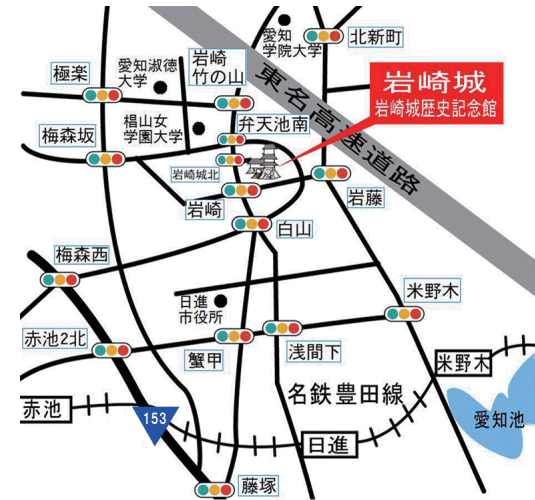 愛知
学院大学
北新町
岩崎
竹の山
愛知淑徳
大学
極楽
岩崎城
岩崎城歴史記念館
東名高速道路
弁天池南
椙山女
学園大学
梅森坂
岩崎城北
岩藤
岩崎
白山
梅森西
日進
市役所
米野木
赤池2北
蟹甲
浅間下
米野木
名鉄豊田線
赤池
153
愛知池
日進
藤塚